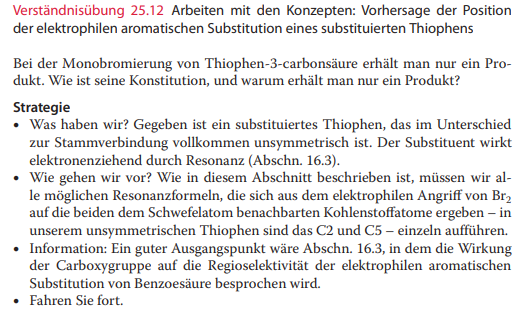 Verständnisübung 25.12 Arbeiten mit den Konzepten: Vorhersage der Position
der elektrophilen aromatischen Substitution eines substituierten Thiophens
Bei der Monobromierung von Thiophen-3-carbonsäure erhält man nur ein Pro-
dukt. Wie ist seine Konstitution, und warum erhält man nur ein Produkt?
Strategie
• Was haben wir? Gegeben ist ein substituiertes Thiophen, das im Unterschied
zur Stammverbindung vollkommen unsymmetrisch ist. Der Substituent wirkt
elektronenziehend durch Resonanz (Abschn. 16.3).
• Wie gehen wir vor? Wie in diesem Abschnitt beschrieben ist, müssen wir al-
le möglichen Resonanzformeln, die sich aus dem elektrophilen Angriff von Br₂
auf die beiden dem Schwefelatom benachbarten Kohlenstoffatome ergeben – in
unserem unsymmetrischen Thiophen sind das C2 und C5 – einzeln aufführen.
• Information: Ein guter Ausgangspunkt wäre Abschn. 16.3, in dem die Wirkung
der Carboxygruppe auf die Regioselektivität der elektrophilen aromatischen
Substitution von Benzoesäure besprochen wird.
• Fahren Sie fort.